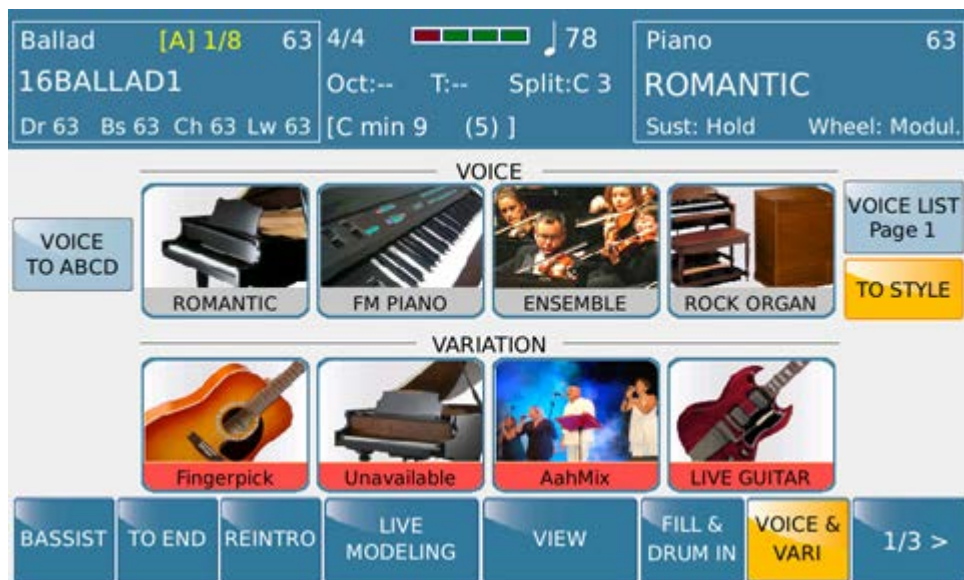 Ballad [A] 1/8 63
16BALLAD1
Dr 63 Bs 63 Ch 63 Lw 63
4/4 78
Oct:-- T:-- Split:C 3
[C min 9 (5) ]
Piano 63
ROMANTIC
Sust: Hold Wheel: Modul.
VOICE
VOICE
TO ABCD
ROMANTIC
FM PIANO
ENSEMBLE
ROCK ORGAN
VOICE LIST
Page 1
TO STYLE
VARIATION
Fingerpick
Unavailable
AahMix
LIVE GUITAR
BASSIST
TO END
REINTRO
LIVE
MODELING
VIEW
FILL &
DRUM IN
VOICE &
VARI
1/3 >